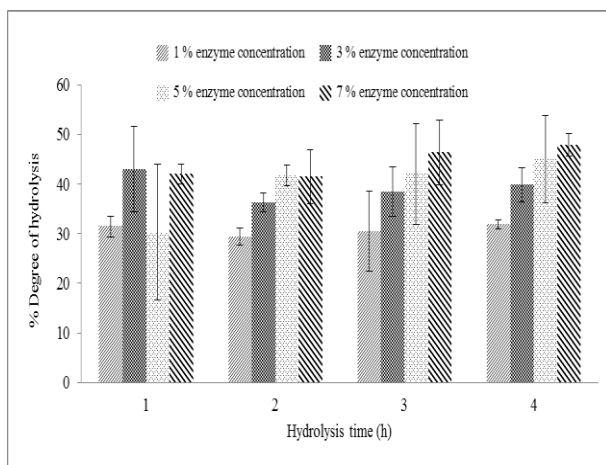 1 % enzyme concentration 3 % enzyme concentration
5 % enzyme concentration 7 % enzyme concentration
60
50
40
30
20
10
0
% Degree of hydrolysis
1 2 3 4
Hydrolysis time (h)